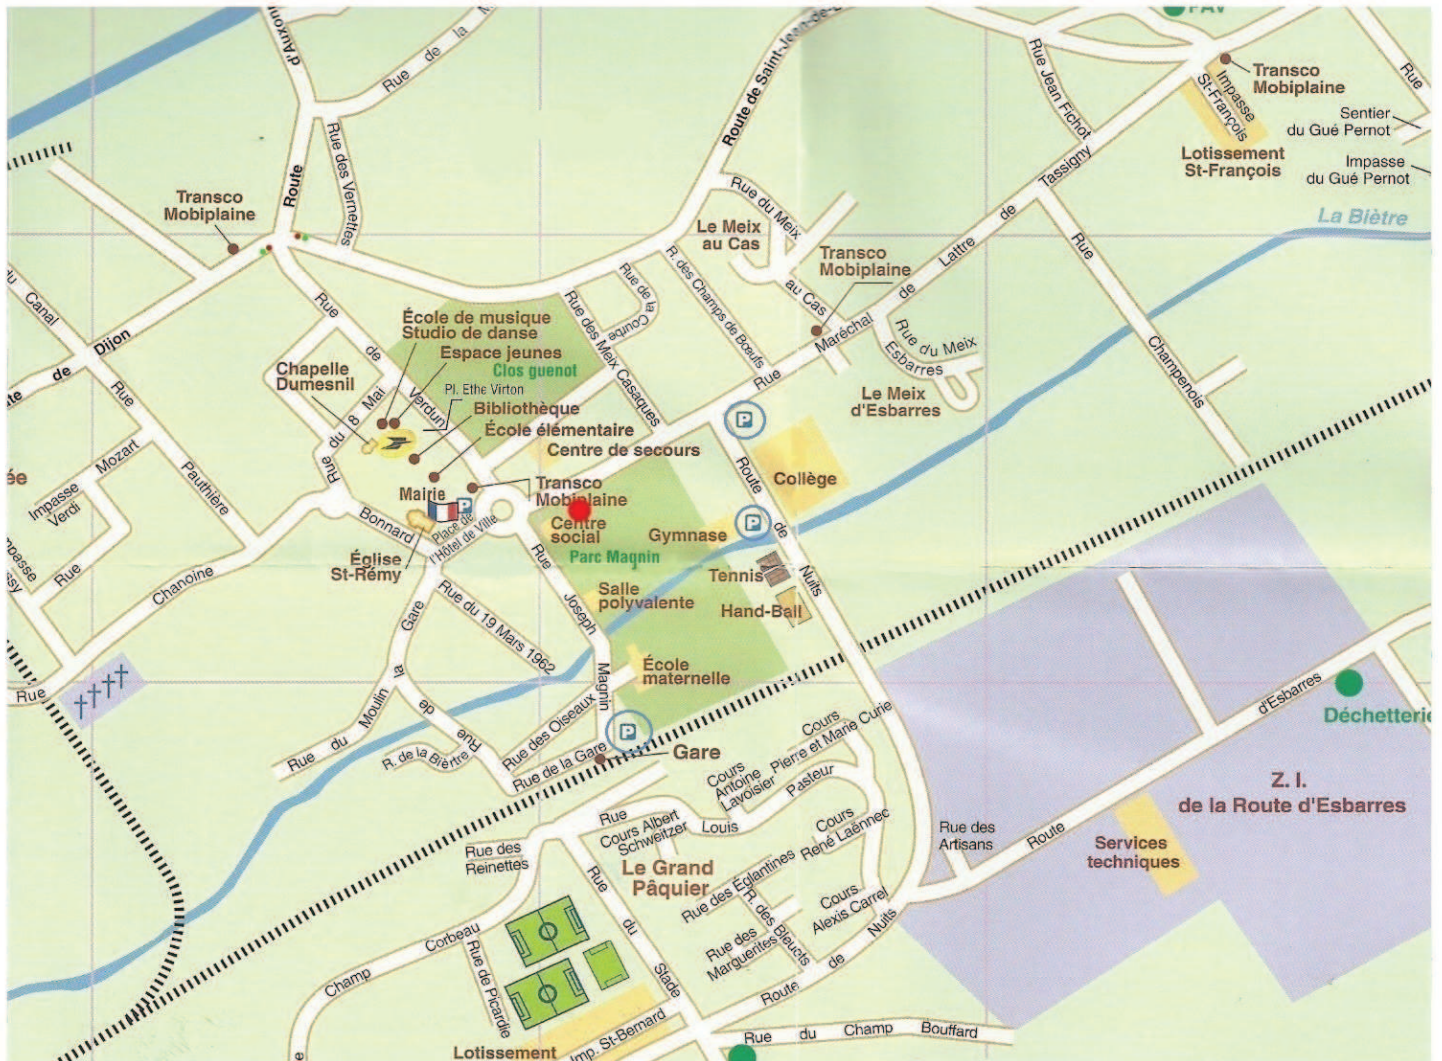 PAV
d'Auxonne
Rue de la
Route de Saint-Jean-de-
Rue Jean Fichot
Transco
Mobiplaine
Impasse
St-François
Rue
Sentier
du Gué Pernot
Lotissement
St-François
Impasse
du Gué Pernot
La Biètre
Rue des Vernettes
Route
Transco
Mobiplaine
Rue du Meix
au Cas
Le Meix
au Cas
Transco
Mobiplaine
Rue Maréchal de Lattre de Tassigny
Rue Champenois
R. des Champs de Bœufs
Rue de la Courbe
Rue des Meix Casaques
Rue du Meix
Esbarres
Le Meix
d'Esbarres
du Canal
Dijon
de
Rue de Verdun
École de musique
Studio de danse
Espace jeunes
Clos guenot
Chapelle
Dumesnil
Pl. Ethe Virton
Bibliothèque
École élémentaire
Centre de secours
Rue du 8 Mai
Rue Pauthière
Impasse Mozart
Impasse
Verdi
Rue
ée
Mairie
P
Place de
l'Hôtel de Ville
Transco
Mobiplaine
Centre
social
Parc Magnin
P
Collège
Route de Nuits
Gymnase
P
Tennis
Hand-Ball
Bonnard
Église
St-Rémy
Rue Chanoine
Rue Joseph Magnin
Salle
polyvalente
Rue du 19 Mars 1962
École
maternelle
Rue de la Gare
Rue du Moulin
R. de la Bièrtre
Rue des Oiseaux
Rue de la Gare
P
Gare
d'Esbarres
Déchetterie
Z. I.
de la Route d'Esbarres
Cours
Pierre et Marie Curie
Cours
Antoine
Lavoisier
Rue Louis Pasteur
Cours Albert
Schweitzer
Cours
René Laënnec
Rue des
Artisans
Route
Services
techniques
Rue des
Reinettes
Le Grand
Pâquier
Rue des Églantines
R. des Bleuets
Cours
Alexis Carrel
Rue des
Marguerites
Route de Nuits
Rue du Stade
Champ Corbeau
Rue de Picardie
Imp. St-Bernard
Lotissement
Rue du Champ Bouffard